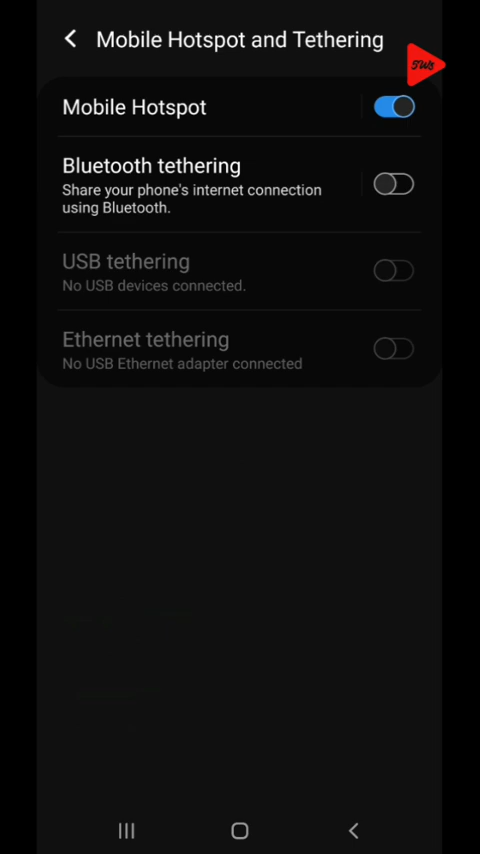 Mobile Hotspot and Tethering
JWS
Mobile Hotspot
Bluetooth tethering
Share your phone's internet connection
using Bluetooth.
USB tethering
No USB devices connected.
Ethernet tethering
No USB Ethernet adapter connected